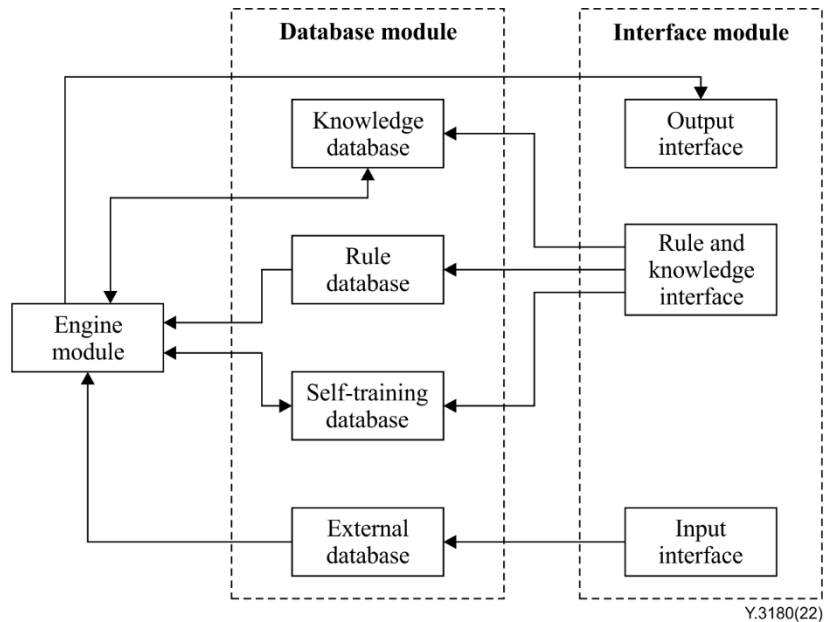 Database module
Interface module
Knowledge
database
Output
interface
Rule
database
Rule and
knowledge
interface
Engine
module
Self-training
database
External
database
Input
interface
Y.3180(22)